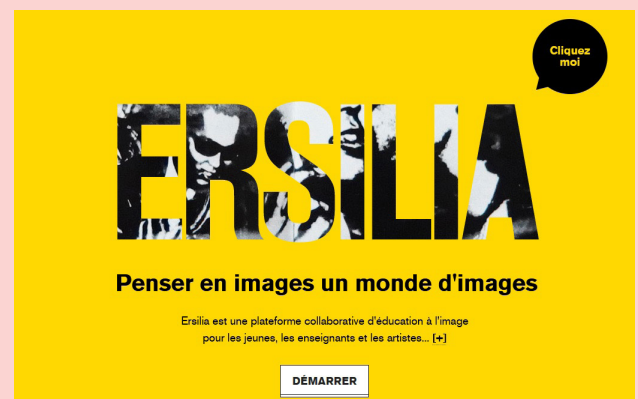 Cliquez
moi
ERSILIA
Penser en images un monde d'images
Ersilia est une plateforme collaborative d'éducation à l'image
pour les jeunes, les enseignants et les artistes... [+]
DÉMARRER